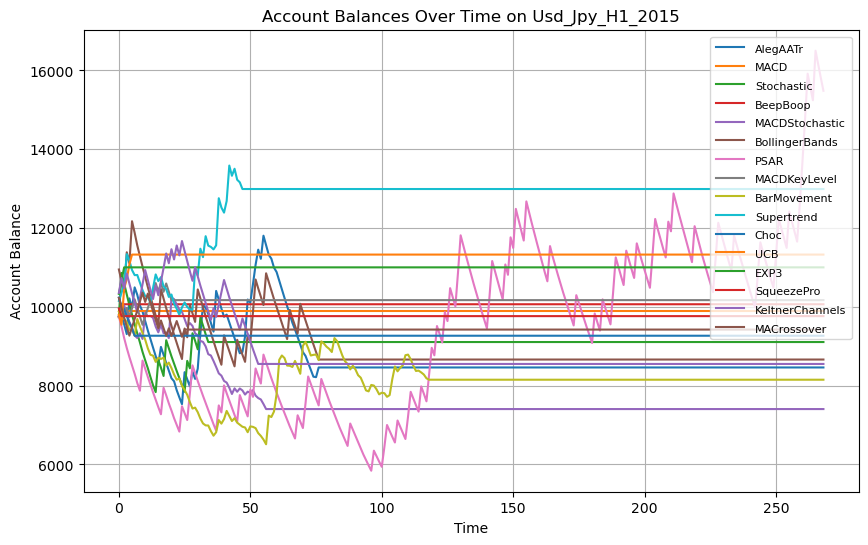 Account Balances Over Time on Usd_Jpy_H1_2015
16000
14000
12000
10000
8000
6000
Account Balance
0
50
100
150
200
250
Time
AlegAATr
MACD
Stochastic
BeepBoop
MACDStochastic
BollingerBands
PSAR
MACDKeyLevel
BarMovement
Supertrend
Choc
UCB
EXP3
SqueezePro
KeltnerChannels
MACrossover